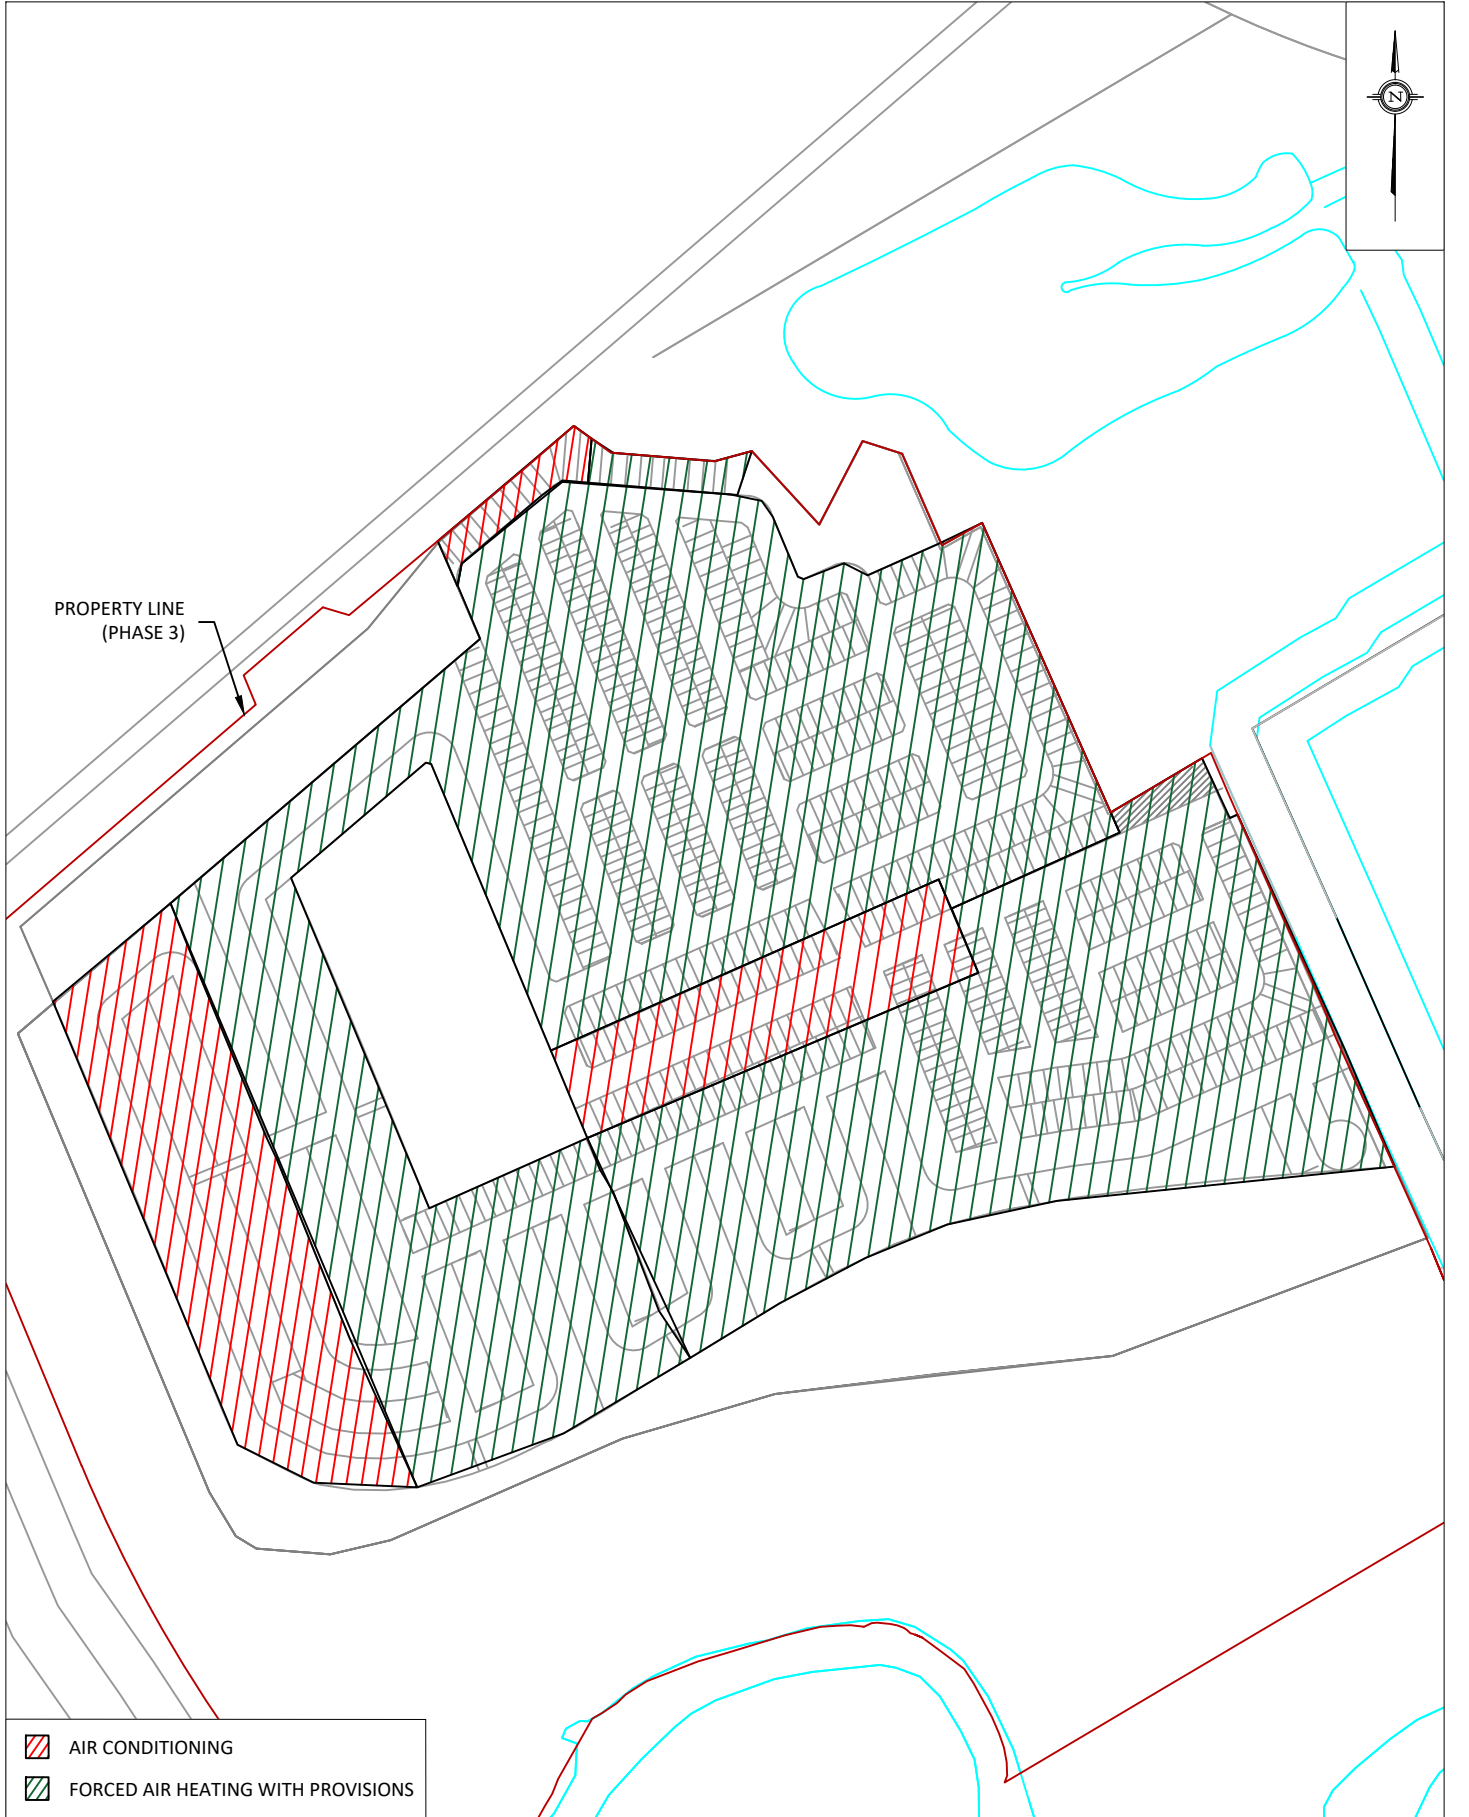 N
PROPERTY LINE
(PHASE 3)
AIR CONDITIONING
FORCED AIR HEATING WITH PROVISIONS